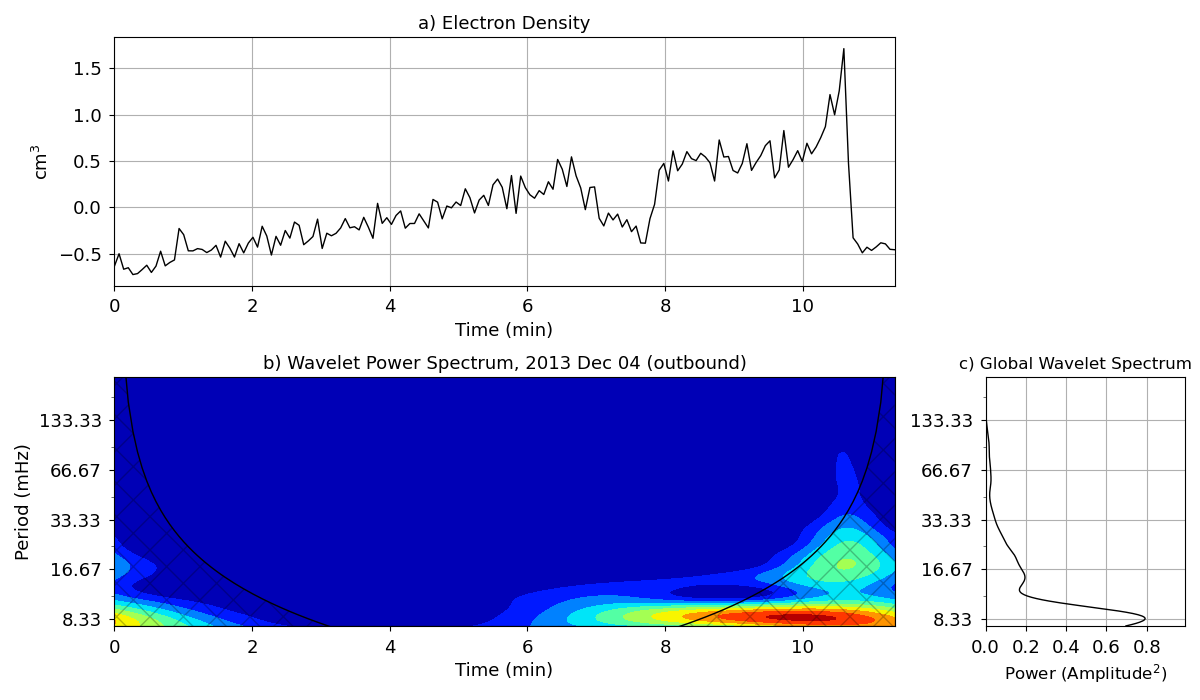 a) Electron Density
cm³
1.5
1.0
0.5
0.0
−0.5
0 2 4 6 8 10
Time (min)
b) Wavelet Power Spectrum, 2013 Dec 04 (outbound)
Period (mHz)
133.33
66.67
33.33
16.67
8.33
0 2 4 6 8 10
Time (min)
c) Global Wavelet Spectrum
133.33
66.67
33.33
16.67
8.33
0.0 0.2 0.4 0.6 0.8
Power (Amplitude²)